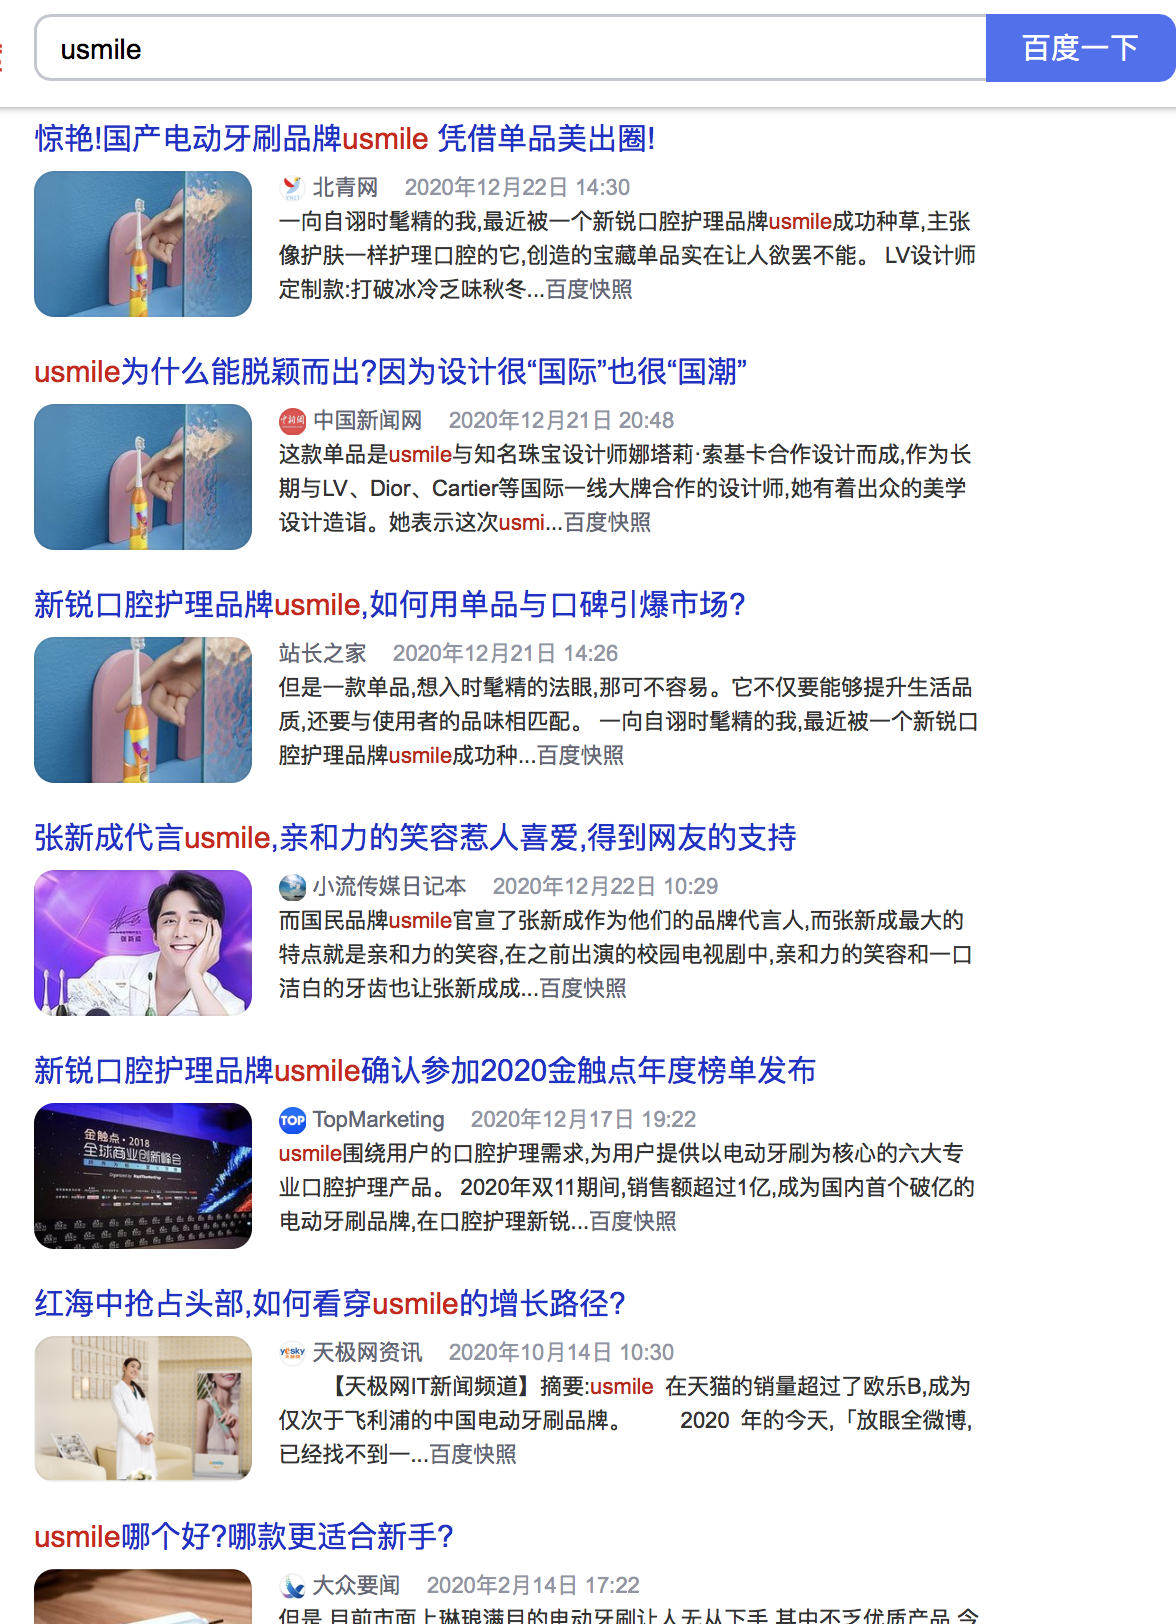 usmile
百度一下
惊艳!国产电动牙刷品牌usmile 凭借单品美出圈!
北青网 2020年12月22日 14:30
一向自诩时髦精的我,最近被一个新锐口腔护理品牌usmile成功种草,主张
像护肤一样护理口腔的它,创造的宝藏单品实在让人欲罢不能。 LV设计师
定制款:打破冰冷乏味秋冬...百度快照
usmile为什么能脱颖而出?因为设计很“国际”也很“国潮”
中国新闻网 2020年12月21日 20:48
这款单品是usmile与知名珠宝设计师娜塔莉·索基卡合作设计而成,作为长
期与LV、Dior、Cartier等国际一线大牌合作的设计师,她有着出众的美学
设计造诣。她表示这次usmi...百度快照
新锐口腔护理品牌usmile,如何用单品与口碑引爆市场?
站长之家 2020年12月21日 14:26
但是一款单品,想入时髦精的法眼,那可不容易。它不仅要能够提升生活品
质,还要与使用者的品味相匹配。 一向自诩时髦精的我,最近被一个新锐口
腔护理品牌usmile成功种...百度快照
张新成代言usmile,亲和力的笑容惹人喜爱,得到网友的支持
小流传媒日记本 2020年12月22日 10:29
而国民品牌usmile官宣了张新成作为他们的品牌代言人,而张新成最大的
特点就是亲和力的笑容,在之前出演的校园电视剧中,亲和力的笑容和一口
洁白的牙齿也让张新成成...百度快照
张新成
新锐口腔护理品牌usmile确认参加2020金触点年度榜单发布
TOP TopMarketing 2020年12月17日 19:22
usmile围绕用户的口腔护理需求,为用户提供以电动牙刷为核心的六大专
业口腔护理产品。 2020年双11期间,销售额超过1亿,成为国内首个破亿的
电动牙刷品牌,在口腔护理新锐...百度快照
金触点·2018
全球商业创新峰会
红海中抢占头部,如何看穿usmile的增长路径?
yesky 天极网资讯 2020年10月14日 10:30
【天极网IT新闻频道】摘要:usmile 在天猫的销量超过了欧乐B,成为
仅次于飞利浦的中国电动牙刷品牌。 2020 年的今天,「放眼全微博,
已经找不到一...百度快照
usmile哪个好?哪款更适合新手?
大众要闻 2020年2月14日 17:22
但是,目前市面上琳琅满目的电动牙刷让人无从下手,其中不乏优质产品,今